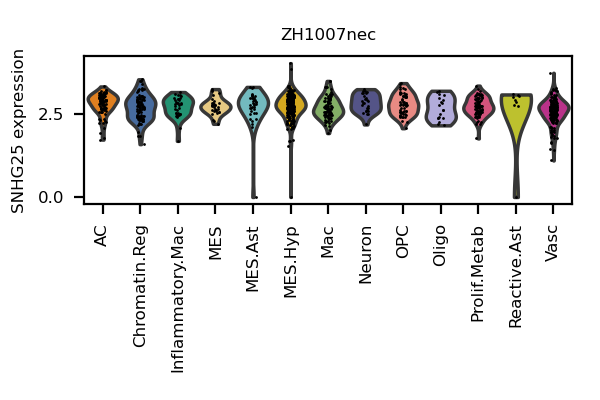 ZH1007nec
SNHG25 expression
2.5
0.0
AC
Chromatin.Reg
Inflammatory.Mac
MES
MES.Ast
MES.Hyp
Mac
Neuron
OPC
Oligo
Prolif.Metab
Reactive.Ast
Vasc